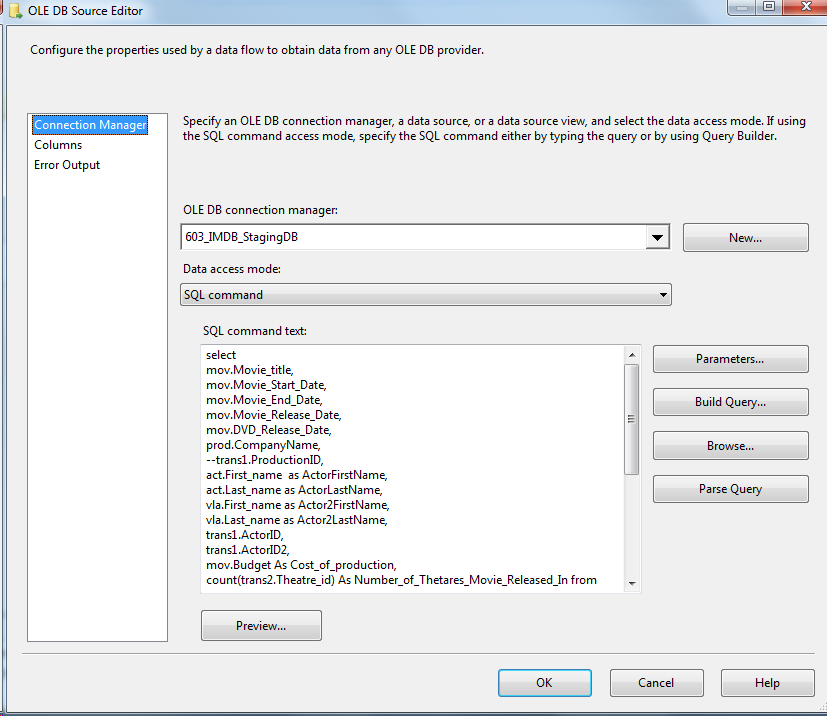 OLE DB Source Editor
Configure the properties used by a data flow to obtain data from any OLE DB provider.
Connection Manager
Columns
Error Output
Specify an OLE DB connection manager, a data source, or a data source view, and select the data access mode. If using
the SQL command access mode, specify the SQL command either by typing the query or by using Query Builder.
OLE DB connection manager:
603_IMDB_StagingDB
New...
Data access mode:
SQL command
SQL command text:
select
mov.Movie_title,
mov.Movie_Start_Date,
mov.Movie_End_Date,
mov.Movie_Release_Date,
mov.DVD_Release_Date,
prod.CompanyName,
--trans1.ProductionID,
act.First_name  as ActorFirstName,
act.Last_name as ActorLastName,
vla.First_name as Actor2FirstName,
vla.Last_name as Actor2LastName,
trans1.ActorID,
trans1.ActorID2,
mov.Budget As Cost_of_production,
count(trans2.Theatre_id) As Number_of_Thetares_Movie_Released_In from
Parameters...
Build Query...
Browse...
Parse Query
Preview...
OK
Cancel
Help